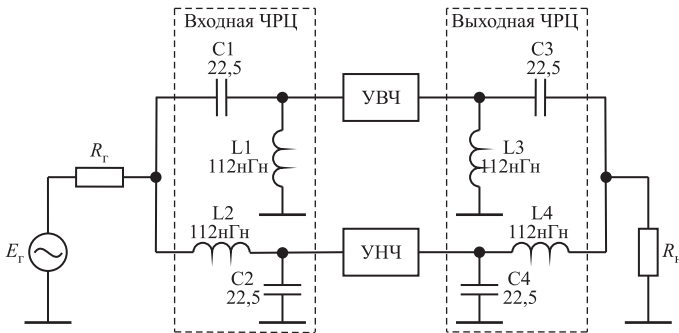 Входная ЧРЦ
Выходная ЧРЦ
C1
22,5
C3
22,5
УВЧ
L1
112нГн
L3
112нГн
Rг
L2
112нГн
L4
112нГн
Eг
УНЧ
C2
22,5
C4
22,5
Rн